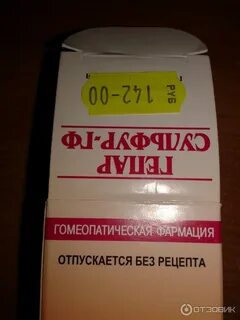 РУБ
142-00
ГЕПАР
СУЛЬФУР-ГФ
ГОМЕОПАТИЧЕСКАЯ ФАРМАЦИЯ
ОТПУСКАЕТСЯ БЕЗ РЕЦЕПТА
ОТЗОВИК